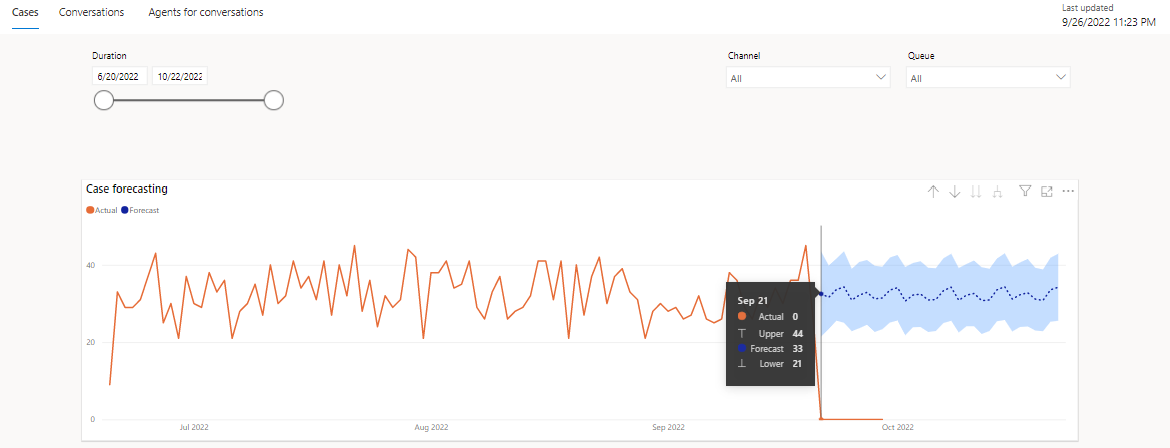 Cases Conversations Agents for conversations
Last updated
9/26/2022 11:23 PM
Duration
6/20/2022 10/22/2022
Channel
All
Queue
All
Case forecasting
Actual Forecast
40
20
0
Jul 2022 Aug 2022 Sep 2022 Oct 2022
Sep 21
Actual 0
Upper 44
Forecast 33
Lower 21